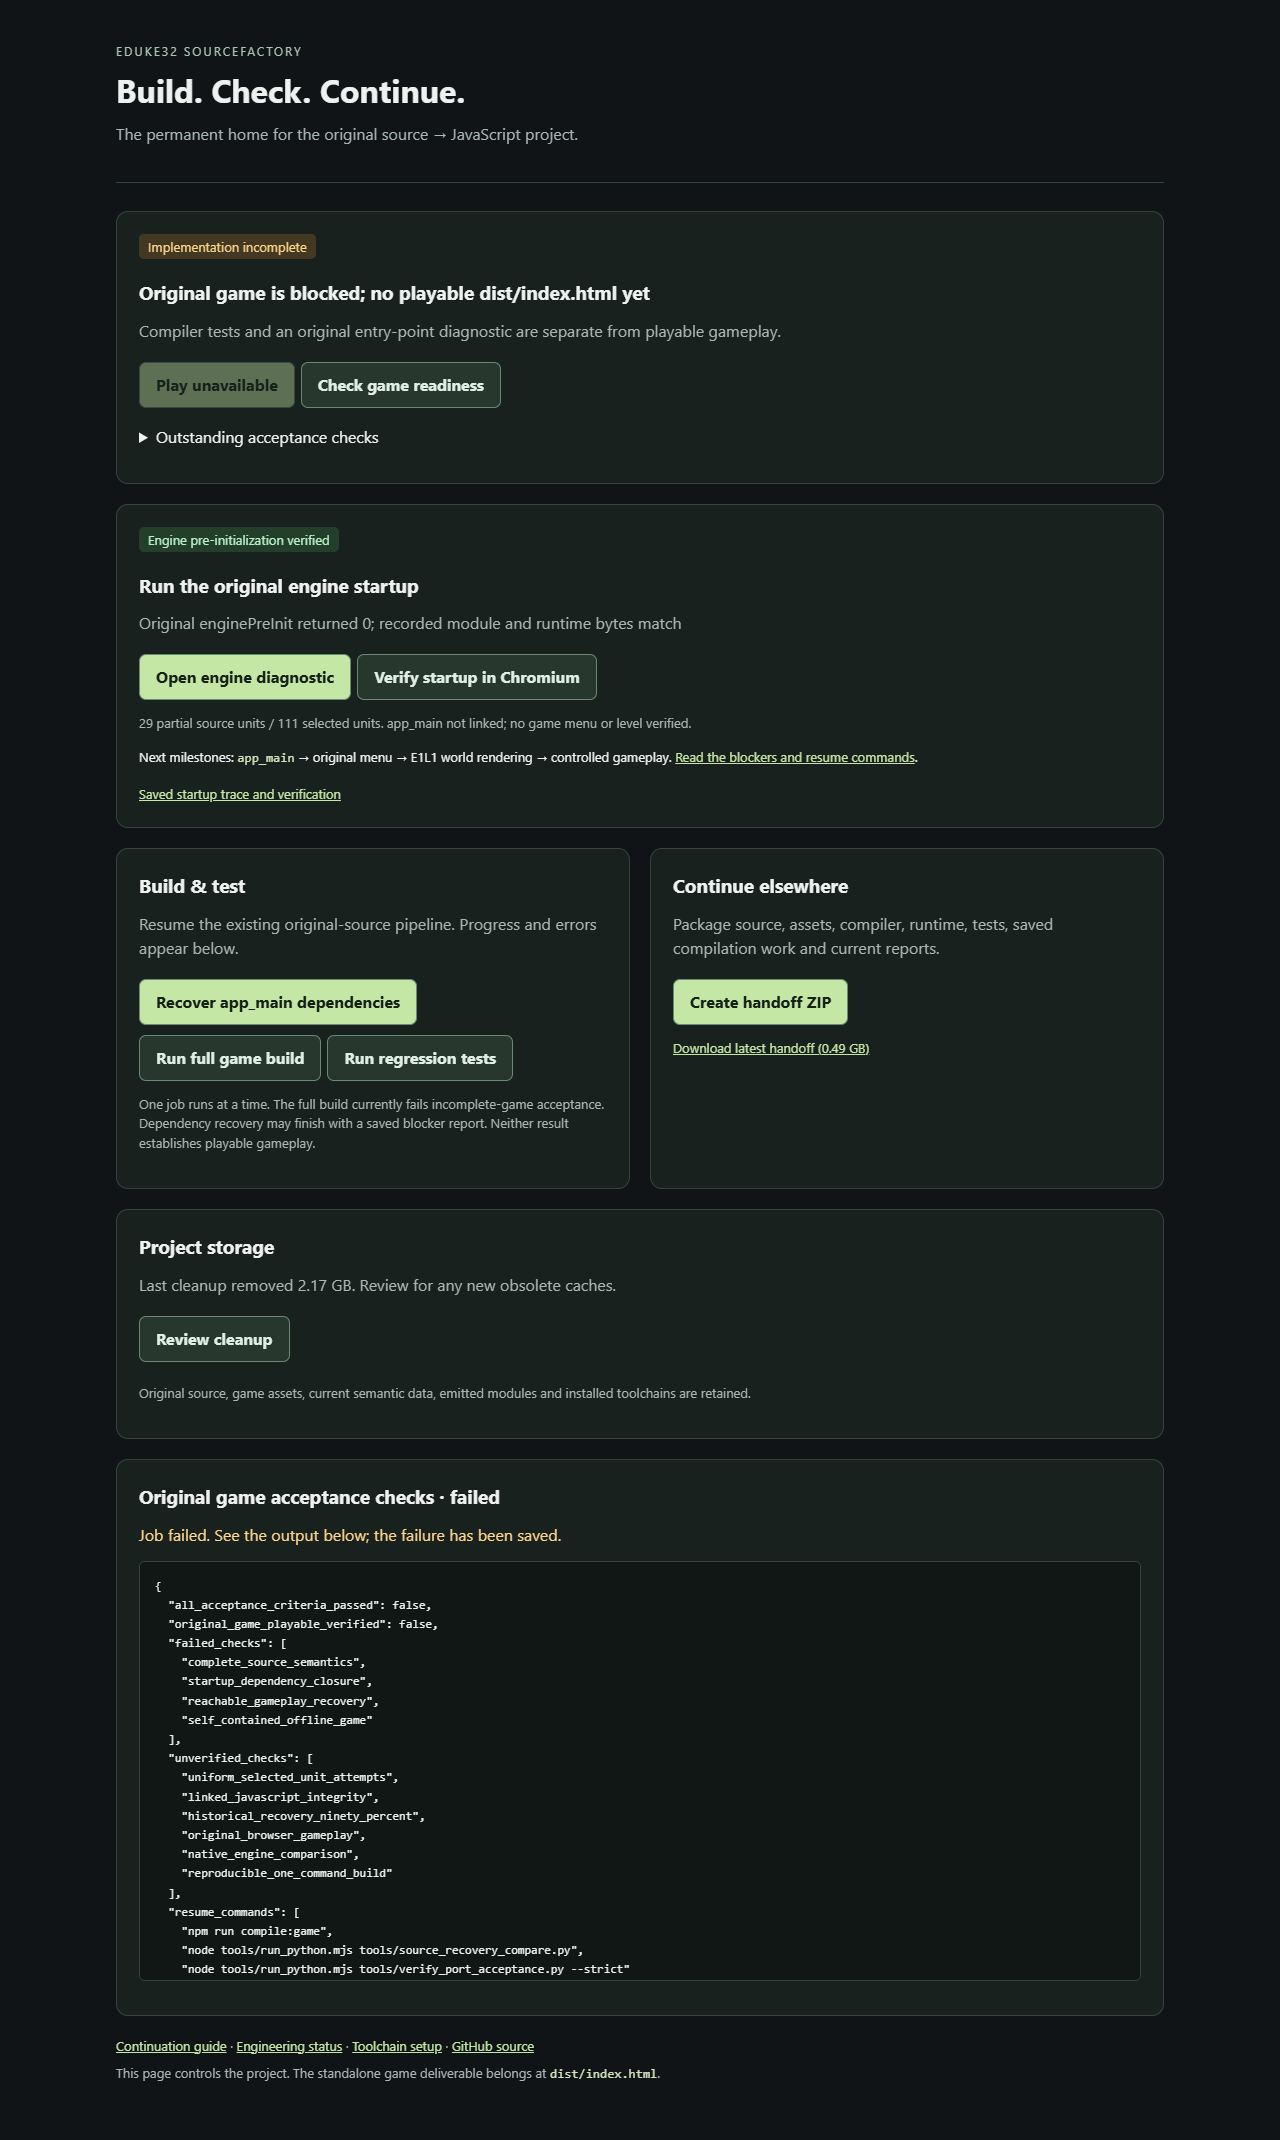 EDUKE32 SOURCEFACTORY
Build. Check. Continue.
The permanent home for the original source → JavaScript project.
Implementation incomplete
Original game is blocked; no playable dist/index.html yet
Compiler tests and an original entry-point diagnostic are separate from playable gameplay.
Play unavailable
Check game readiness
▶ Outstanding acceptance checks
Engine pre-initialization verified
Run the original engine startup
Original enginePreInit returned 0; recorded module and runtime bytes match
Open engine diagnostic
Verify startup in Chromium
29 partial source units / 111 selected units. app_main not linked; no game menu or level verified.
Next milestones: app_main → original menu → E1L1 world rendering → controlled gameplay. Read the blockers and resume commands.
Saved startup trace and verification
Build & test
Resume the existing original-source pipeline. Progress and errors
appear below.
Recover app_main dependencies
Run full game build
Run regression tests
One job runs at a time. The full build currently fails incomplete-game acceptance.
Dependency recovery may finish with a saved blocker report. Neither result
establishes playable gameplay.
Continue elsewhere
Package source, assets, compiler, runtime, tests, saved
compilation work and current reports.
Create handoff ZIP
Download latest handoff (0.49 GB)
Project storage
Last cleanup removed 2.17 GB. Review for any new obsolete caches.
Review cleanup
Original source, game assets, current semantic data, emitted modules and installed toolchains are retained.
Original game acceptance checks · failed
Job failed. See the output below; the failure has been saved.
{
  "all_acceptance_criteria_passed": false,
  "original_game_playable_verified": false,
  "failed_checks": [
    "complete_source_semantics",
    "startup_dependency_closure",
    "reachable_gameplay_recovery",
    "self_contained_offline_game"
  ],
  "unverified_checks": [
    "uniform_selected_unit_attempts",
    "linked_javascript_integrity",
    "historical_recovery_ninety_percent",
    "original_browser_gameplay",
    "native_engine_comparison",
    "reproducible_one_command_build"
  ],
  "resume_commands": [
    "npm run compile:game",
    "node tools/run_python.mjs tools/source_recovery_compare.py",
    "node tools/run_python.mjs tools/verify_port_acceptance.py --strict"
Continuation guide · Engineering status · Toolchain setup · GitHub source
This page controls the project. The standalone game deliverable belongs at dist/index.html.